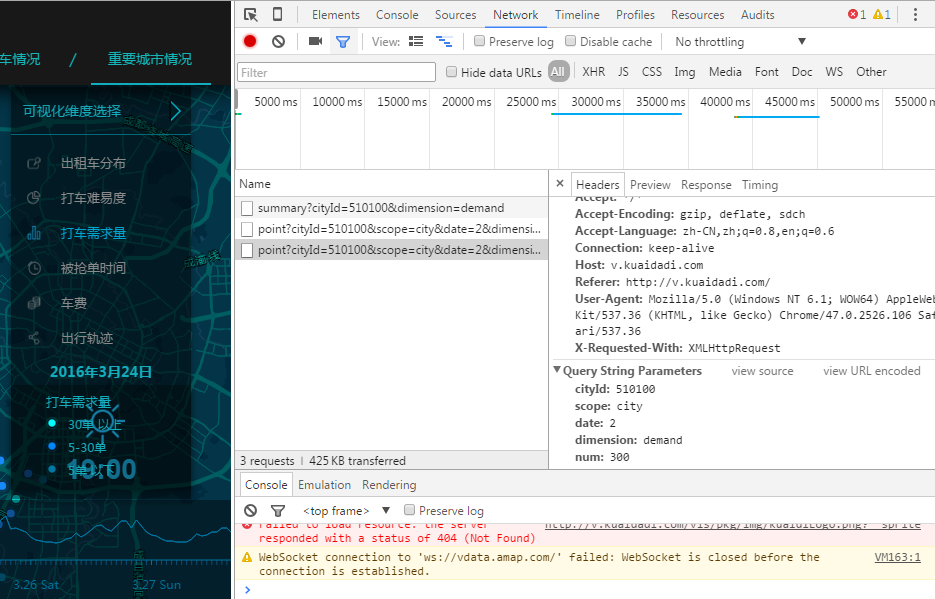 车情况 / 重要城市情况
可视化维度选择
出租车分布
打车难易度
打车需求量
被抢单时间
车费
出行轨迹
2016年3月24日
打车需求量
30单 以上
5-30单
5单 以下
19:00
3.26 Sat 3.27 Sun
Elements Console Sources Network Timeline Profiles Resources Audits 1 1
View: Preserve log Disable cache No throttling
Filter Hide data URLs All XHR JS CSS Img Media Font Doc WS Other
5000 ms 10000 ms 15000 ms 20000 ms 25000 ms 30000 ms 35000 ms 40000 ms 45000 ms 50000 ms 55000 m
Name
summary?cityId=510100&dimension=demand
point?cityId=510100&scope=city&date=2&dimensi...
point?cityId=510100&scope=city&date=2&dimensi...
3 requests | 425 KB transferred
× Headers Preview Response Timing
Accept: */*
Accept-Encoding: gzip, deflate, sdch
Accept-Language: zh-CN,zh;q=0.8,en;q=0.6
Connection: keep-alive
Host: v.kuaidadi.com
Referer: http://v.kuaidadi.com/
User-Agent: Mozilla/5.0 (Windows NT 6.1; WOW64) AppleWeb
Kit/537.36 (KHTML, like Gecko) Chrome/47.0.2526.106 Saf
ari/537.36
X-Requested-With: XMLHttpRequest
Query String Parameters view source view URL encoded
cityId: 510100
scope: city
date: 2
dimension: demand
num: 300
Console Emulation Rendering
<top frame> Preserve log
Failed to load resource: the server http://v.kuaidadi.com/vis/pkg/img/kuaidiLogo.png?__sprite
responded with a status of 404 (Not Found)
WebSocket connection to 'ws://vdata.amap.com/' failed: WebSocket is closed before the VM163:1
connection is established.